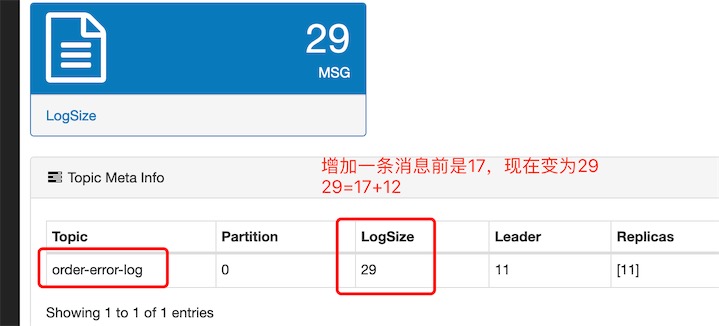 29
MSG
LogSize
增加一条消息前是17，现在变为29
29=17+12
Topic Meta Info
Topic Partition LogSize Leader Replicas
order-error-log 0 29 11 [11]
Showing 1 to 1 of 1 entries